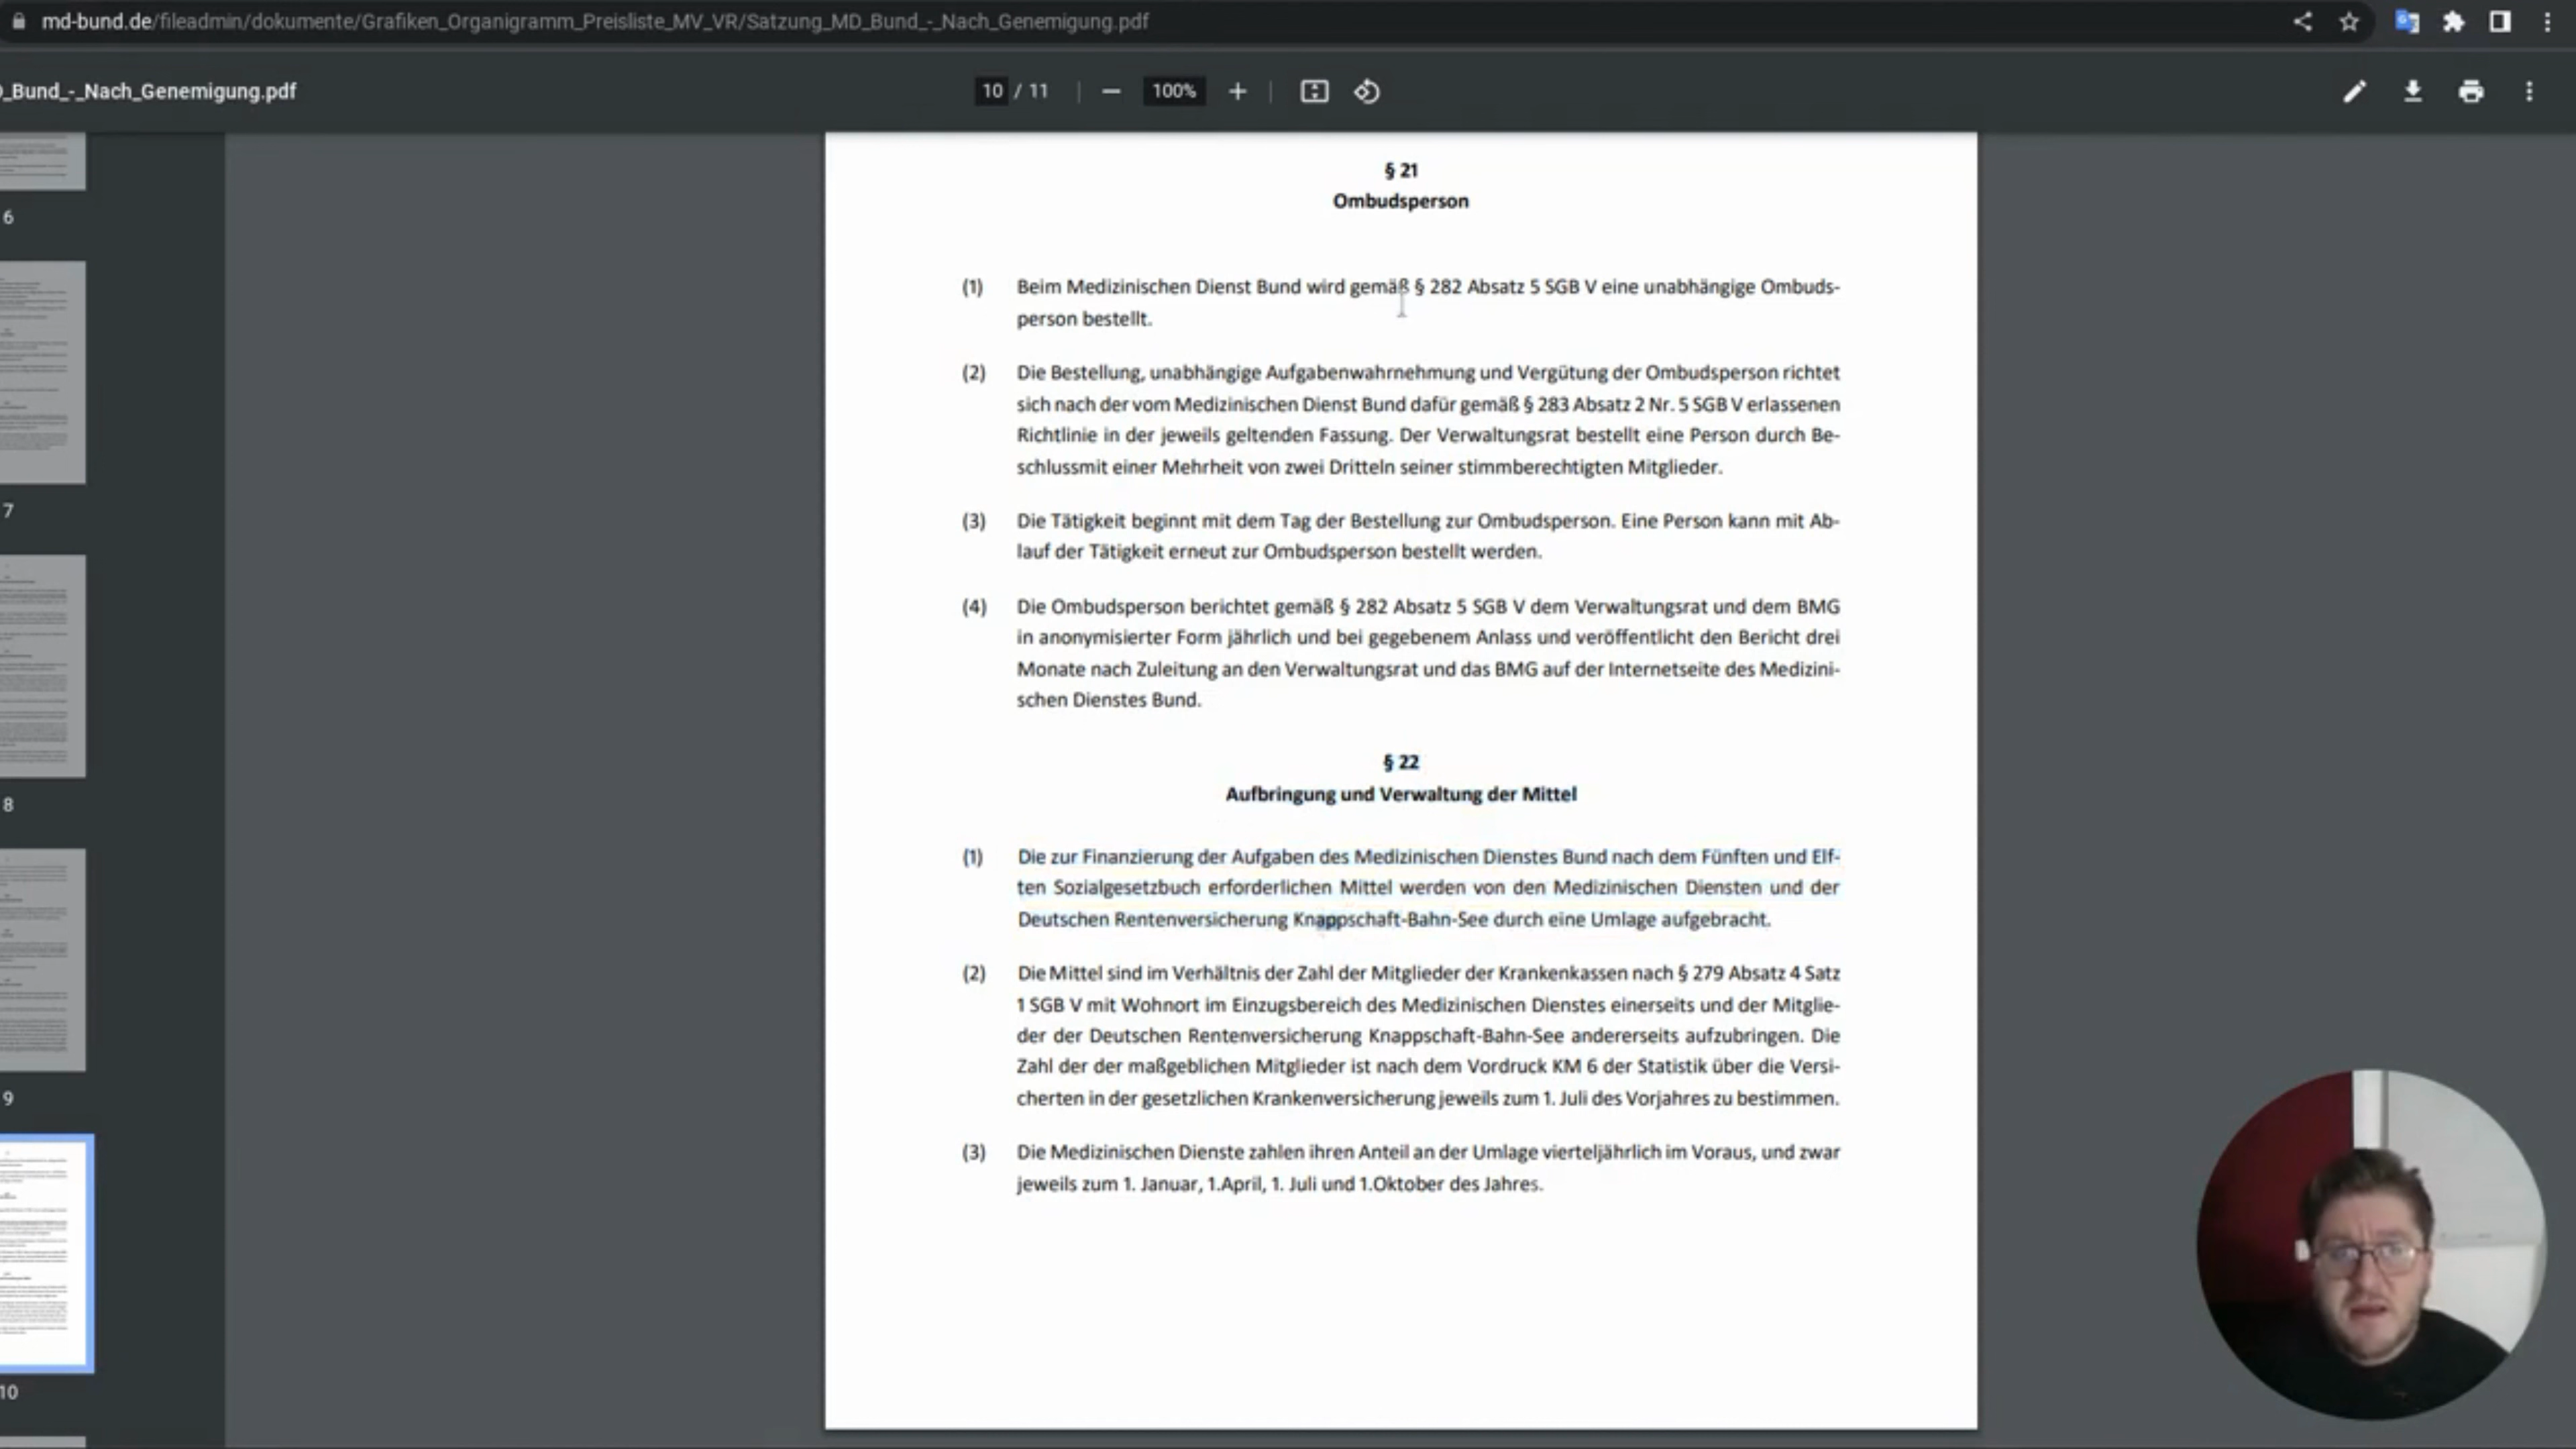 md-bund.de/fileadmin/dokumente/Grafiken_Organigramm_Preisliste_MV_VR/Satzung_MD_Bund_-_Nach_Genemigung.pdf
_Bund_-_Nach_Genemigung.pdf
10 / 11
100%
6
7
8
9
10
§ 21
Ombudsperson
(1) Beim Medizinischen Dienst Bund wird gemäß § 282 Absatz 5 SGB V eine unabhängige Ombuds-
person bestellt.
(2) Die Bestellung, unabhängige Aufgabenwahrnehmung und Vergütung der Ombudsperson richtet
sich nach der vom Medizinischen Dienst Bund dafür gemäß § 283 Absatz 2 Nr. 5 SGB V erlassenen
Richtlinie in der jeweils geltenden Fassung. Der Verwaltungsrat bestellt eine Person durch Be-
schlussmit einer Mehrheit von zwei Dritteln seiner stimmberechtigten Mitglieder.
(3) Die Tätigkeit beginnt mit dem Tag der Bestellung zur Ombudsperson. Eine Person kann mit Ab-
lauf der Tätigkeit erneut zur Ombudsperson bestellt werden.
(4) Die Ombudsperson berichtet gemäß § 282 Absatz 5 SGB V dem Verwaltungsrat und dem BMG
in anonymisierter Form jährlich und bei gegebenem Anlass und veröffentlicht den Bericht drei
Monate nach Zuleitung an den Verwaltungsrat und das BMG auf der Internetseite des Medizini-
schen Dienstes Bund.
§ 22
Aufbringung und Verwaltung der Mittel
(1) Die zur Finanzierung der Aufgaben des Medizinischen Dienstes Bund nach dem Fünften und Elf-
ten Sozialgesetzbuch erforderlichen Mittel werden von den Medizinischen Diensten und der
Deutschen Rentenversicherung Knappschaft-Bahn-See durch eine Umlage aufgebracht.
(2) Die Mittel sind im Verhältnis der Zahl der Mitglieder der Krankenkassen nach § 279 Absatz 4 Satz
1 SGB V mit Wohnort im Einzugsbereich des Medizinischen Dienstes einerseits und der Mitglie-
der der Deutschen Rentenversicherung Knappschaft-Bahn-See andererseits aufzubringen. Die
Zahl der der maßgeblichen Mitglieder ist nach dem Vordruck KM 6 der Statistik über die Versi-
cherten in der gesetzlichen Krankenversicherung jeweils zum 1. Juli des Vorjahres zu bestimmen.
(3) Die Medizinischen Dienste zahlen ihren Anteil an der Umlage vierteljährlich im Voraus, und zwar
jeweils zum 1. Januar, 1.April, 1. Juli und 1.Oktober des Jahres.